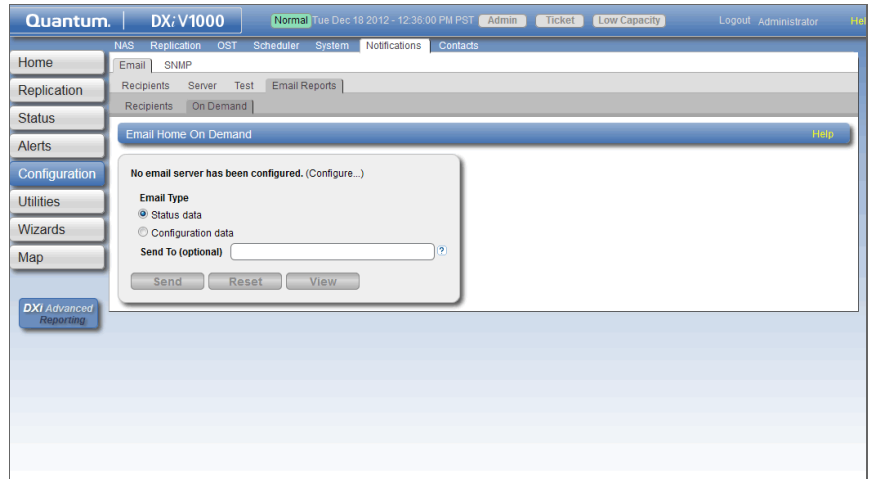 Quantum. DXi V1000 Normal Tue Dec 18 2012 - 12:36:00 PM PST Admin Ticket Low Capacity Logout Administrator Hel
NAS Replication OST Scheduler System Notifications Contacts
Home
Replication
Status
Alerts
Configuration
Utilities
Wizards
Map
DXi Advanced
Reporting
Email SNMP
Recipients Server Test Email Reports
Recipients On Demand
Email Home On Demand Help
No email server has been configured. (Configure...)
Email Type
Status data
Configuration data
Send To (optional) ?
Send Reset View